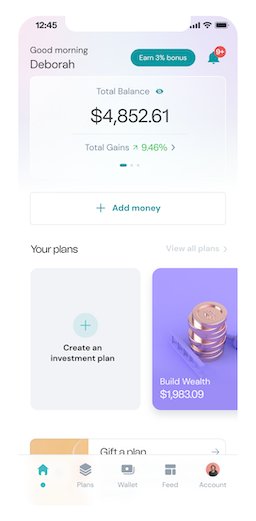 12:45
Good morning
Deborah
Earn 3% bonus
9+
Total Balance
$4,852.61
Total Gains ↗ 9.46% >
+ Add money
Your plans
View all plans >
Create an
investment plan
Build Wealth
$1,983.09
Gift a plan
Plans
Wallet
Feed
Account